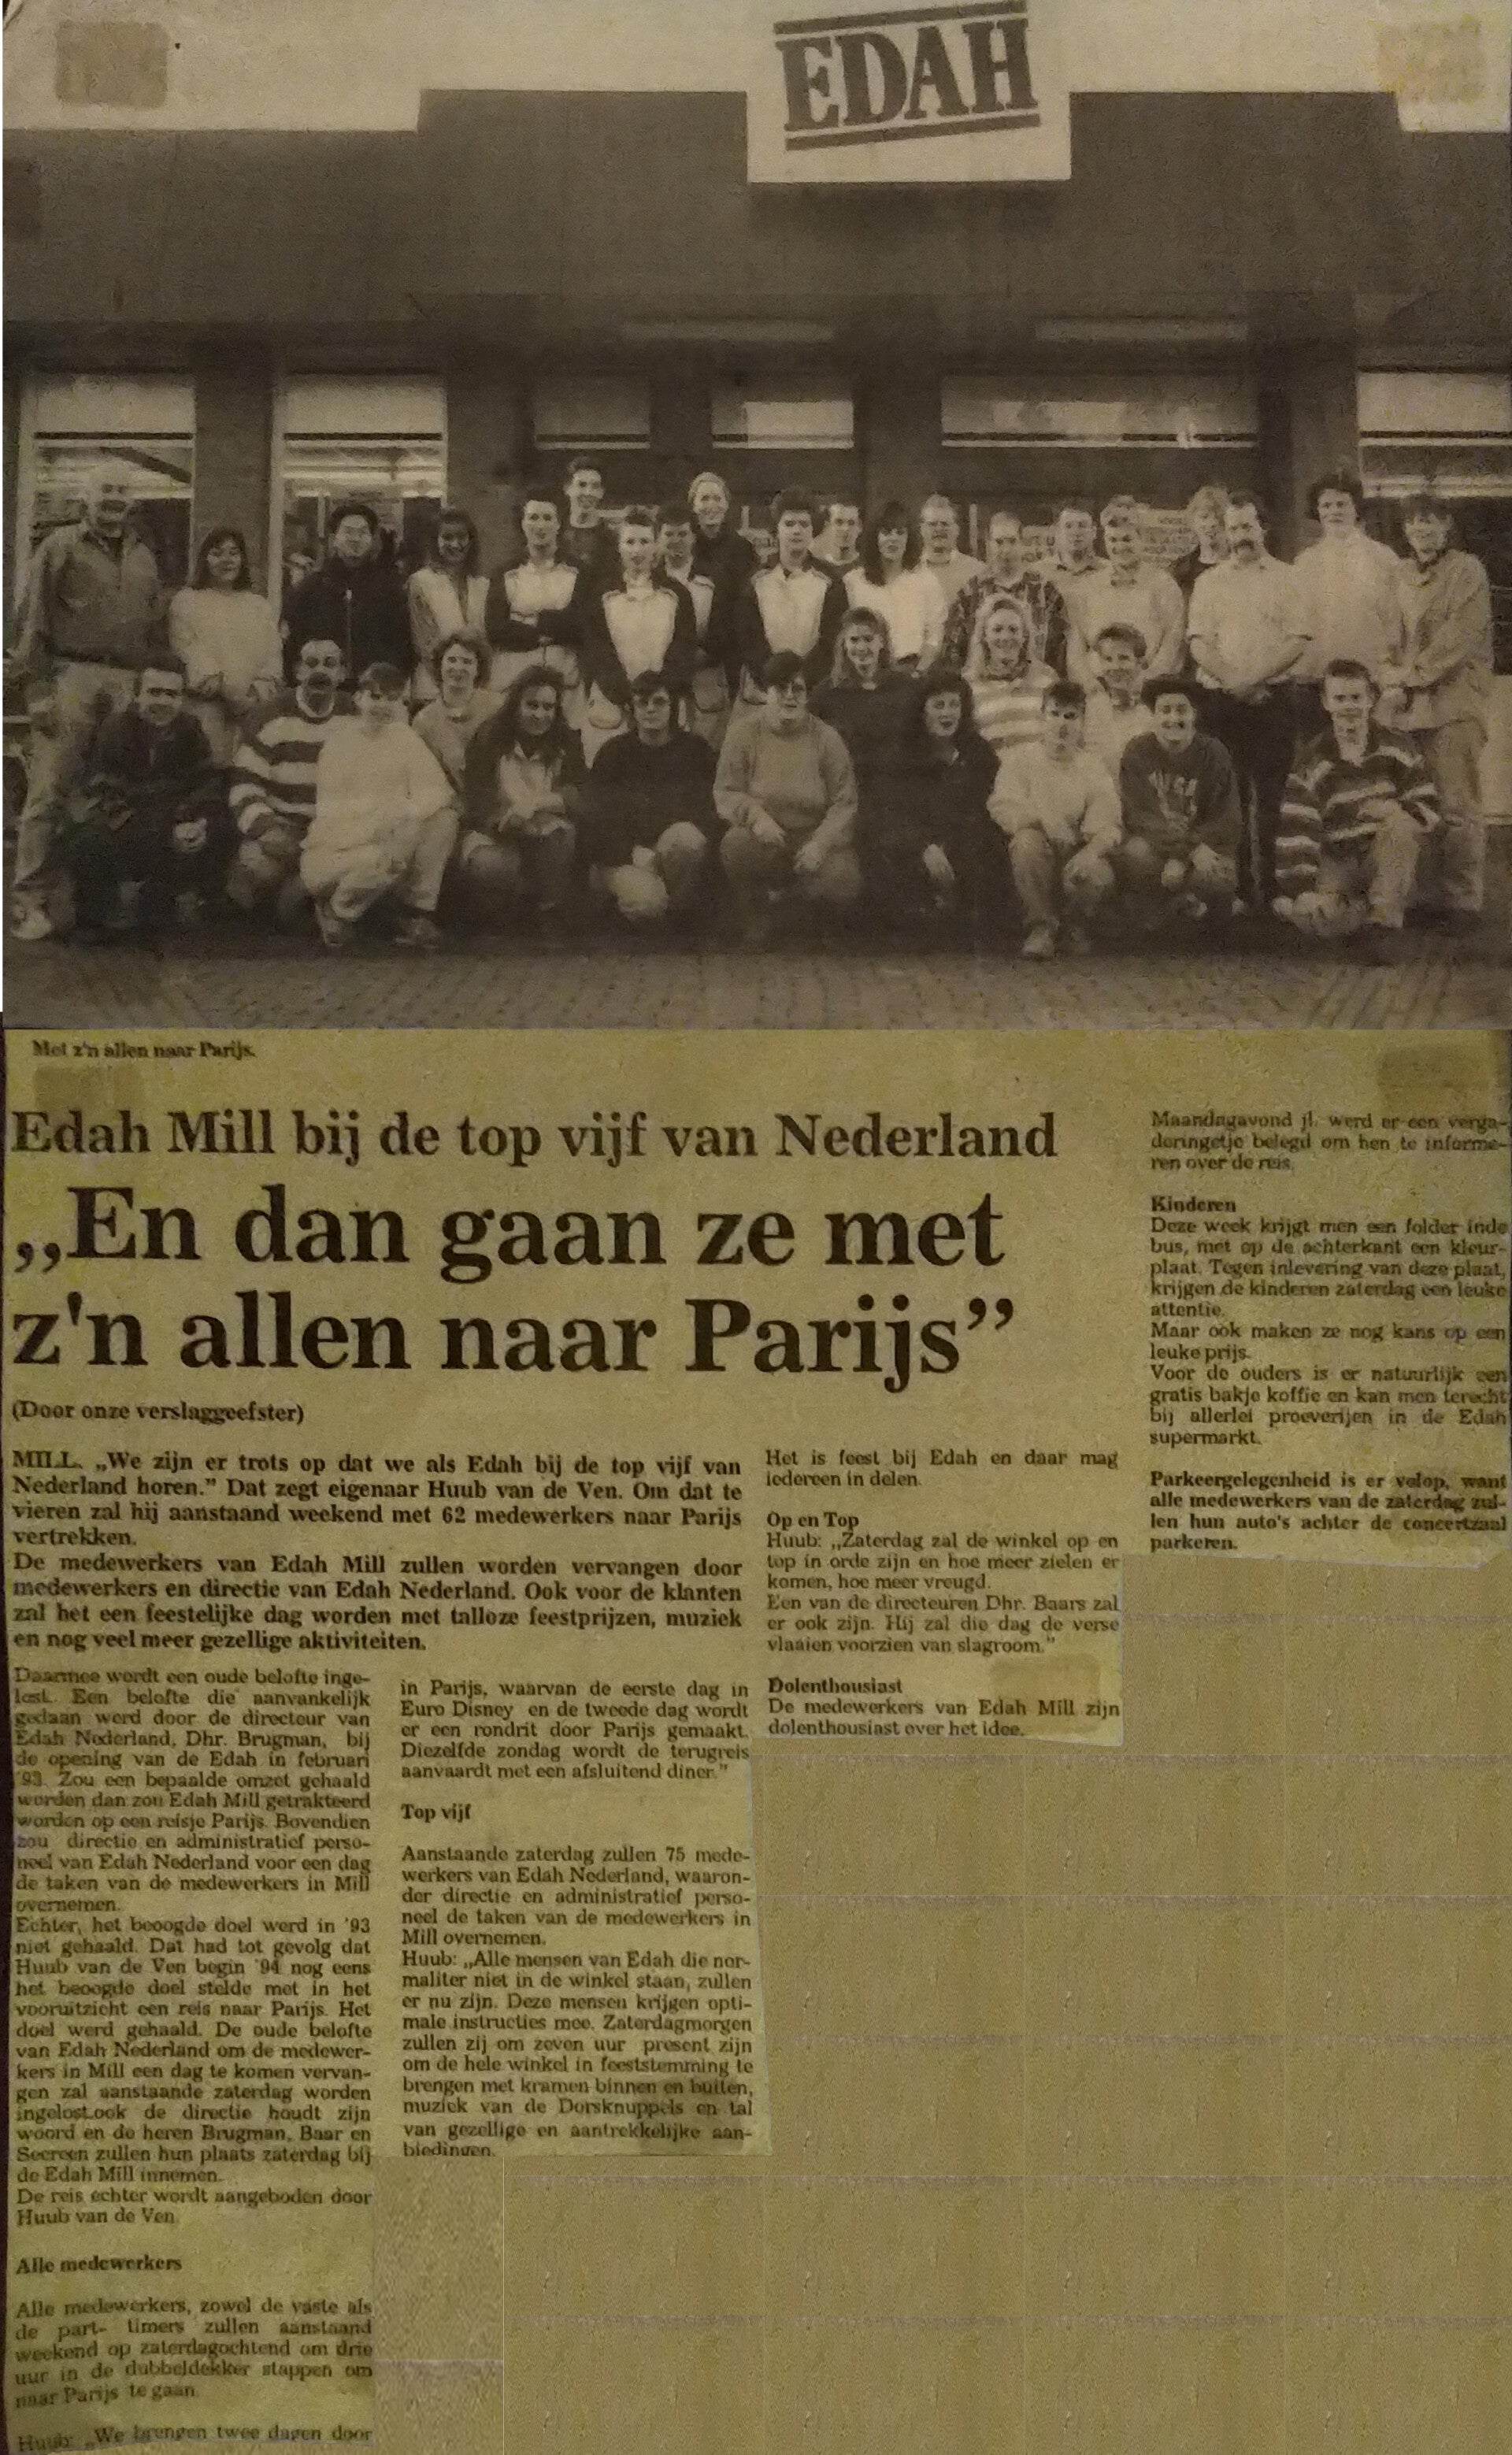 EDAH
Met z'n allen naar Parijs.
Edah Mill bij de top vijf van Nederland
„En dan gaan ze met
z'n allen naar Parijs”
(Door onze verslaggeefster)
MILL. „We zijn er trots op dat we als Edah bij de top vijf van
Nederland horen.” Dat zegt eigenaar Huub van de Ven. Om dat te
vieren zal hij aanstaand weekend met 62 medewerkers naar Parijs
vertrekken.
De medewerkers van Edah Mill zullen worden vervangen door
medewerkers en directie van Edah Nederland. Ook voor de klanten
zal het een feestelijke dag worden met talloze feestprijzen, muziek
en nog veel meer gezellige aktiviteiten.
Daarmee wordt een oude belofte inge-
lost. Een belofte die aanvankelijk
gedaan werd door de directeur van
Edah Nederland, Dhr. Brugman, bij
de opening van de Edah in februari
'93. Zou een bepaalde omzet gehaald
worden dan zou Edah Mill getrakteerd
worden op een reisje Parijs. Bovendien
zou directie en administratief perso-
neel van Edah Nederland voor een dag
de taken van de medewerkers in Mill
overnemen.
Echter, het beoogde doel werd in '93
niet gehaald. Dat had tot gevolg dat
Huub van de Ven begin '94 nog eens
het beoogde doel stelde met in het
vooruitzicht een reis naar Parijs. Het
doel werd gehaald. De oude belofte
van Edah Nederland om de medewer-
kers in Mill een dag te komen vervan-
gen zal aanstaande zaterdag worden
ingelost.ook de directie houdt zijn
woord en de heren Brugman, Baar en
Seereen zullen hun plaats zaterdag bij
de Edah Mill innemen.
De reis echter wordt aangeboden door
Huub van de Ven.
Alle medewerkers
Alle medewerkers, zowel de vaste als
de part- timers zullen aanstaand
weekend op zaterdagochtend om drie
uur in de dubbeldekker stappen om
naar Parijs te gaan.
Huub: „We brengen twee dagen door
in Parijs, waarvan de eerste dag in
Euro Disney en de tweede dag wordt
er een rondrit door Parijs gemaakt.
Diezelfde zondag wordt de terugreis
aanvaardt met een afsluitend diner.”
Top vijf
Aanstaande zaterdag zullen 75 mede-
werkers van Edah Nederland, waaron-
der directie en administratief perso-
neel de taken van de medewerkers in
Mill overnemen.
Huub: „Alle mensen van Edah die nor-
maliter niet in de winkel staan, zullen
er nu zijn. Deze mensen krijgen opti-
male instructies mee. Zaterdagmorgen
zullen zij om zeven uur present zijn
om de hele winkel in feeststemming te
brengen met kramen binnen en buiten,
muziek van de Dorsknuppels en tal
van gezellige en aantrekkelijke aan-
biedingen.
Het is feest bij Edah en daar mag
iedereen in delen.
Op en Top
Huub: „Zaterdag zal de winkel op en
top in orde zijn en hoe meer zielen er
komen, hoe meer vreugd.
Een van de directeuren Dhr. Baars zal
er ook zijn. Hij zal die dag de verse
vlaaien voorzien van slagroom.”
Dolenthousiast
De medewerkers van Edah Mill zijn
dolenthousiast over het idee.
Maandagavond jl. werd er een verga-
deringetje belegd om hen te informe-
ren over de reis.
Kinderen
Deze week krijgt men een folder inde
bus, met op de achterkant een kleur-
plaat. Tegen inlevering van deze plaat,
krijgen de kinderen zaterdag een leuke
attentie.
Maar ook maken ze nog kans op een
leuke prijs.
Voor de ouders is er natuurlijk een
gratis bakje koffie en kan men terecht
bij allerlei proeverijen in de Edah
supermarkt.
Parkeergelegenheid is er volop, want
alle medewerkers van de zaterdag zul-
len hun auto's achter de concertzaal
parkeren.